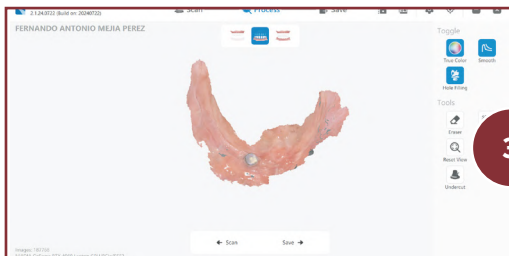 2.1.24.0722 (Build on 20240722)
Scan
Process
Save
FERNANDO ANTONIO MEJIA PEREZ
Toggle
True Color
Smooth
Hole Filling
Tools
Eraser
Reset View
Undercut
3
← Scan
Save →